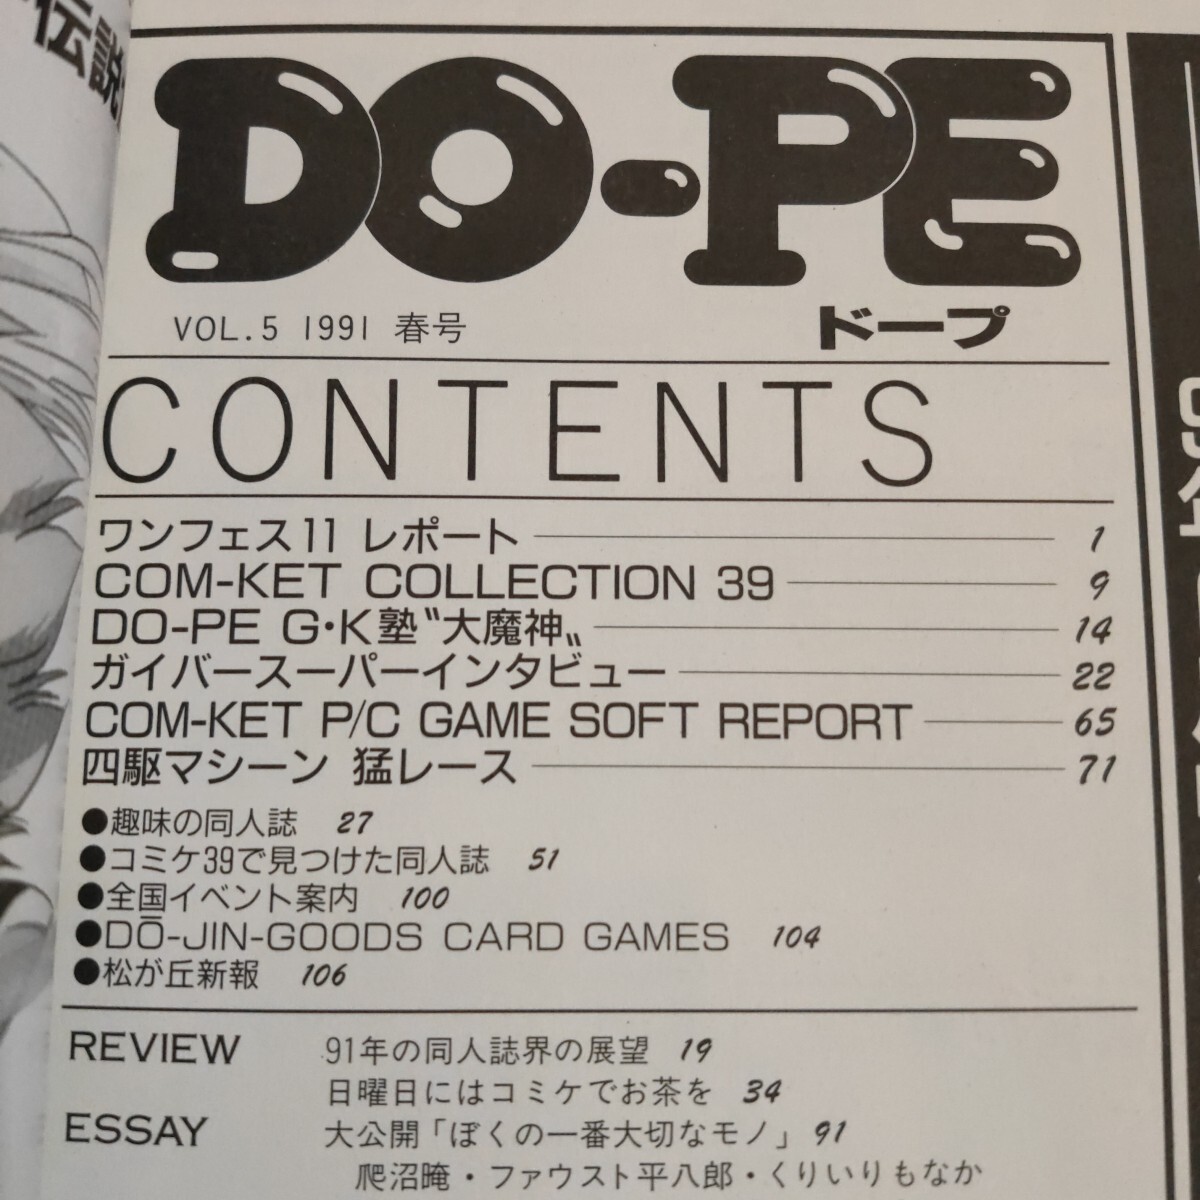 伝説
DO-PE
VOL.5 1991 春号
ドープ
CONTENTS
ワンフェス11 レポート 1
COM-KET COLLECTION 39 9
DO-PE G・K塾〝大魔神〟 14
ガイバースーパーインタビュー 22
COM-KET P/C GAME SOFT REPORT 65
四駆マシーン 猛レース 71
●趣味の同人誌 27
●コミケ39で見つけた同人誌 51
●全国イベント案内 100
●DŌ-JIN-GOODS CARD GAMES 104
●松が丘新報 106
REVIEW 91年の同人誌界の展望 19
日曜日にはコミケでお茶を 34
ESSAY 大公開「ぼくの一番大切なモノ」 91
爬沼晻・ファウスト平八郎・くりいりもなか